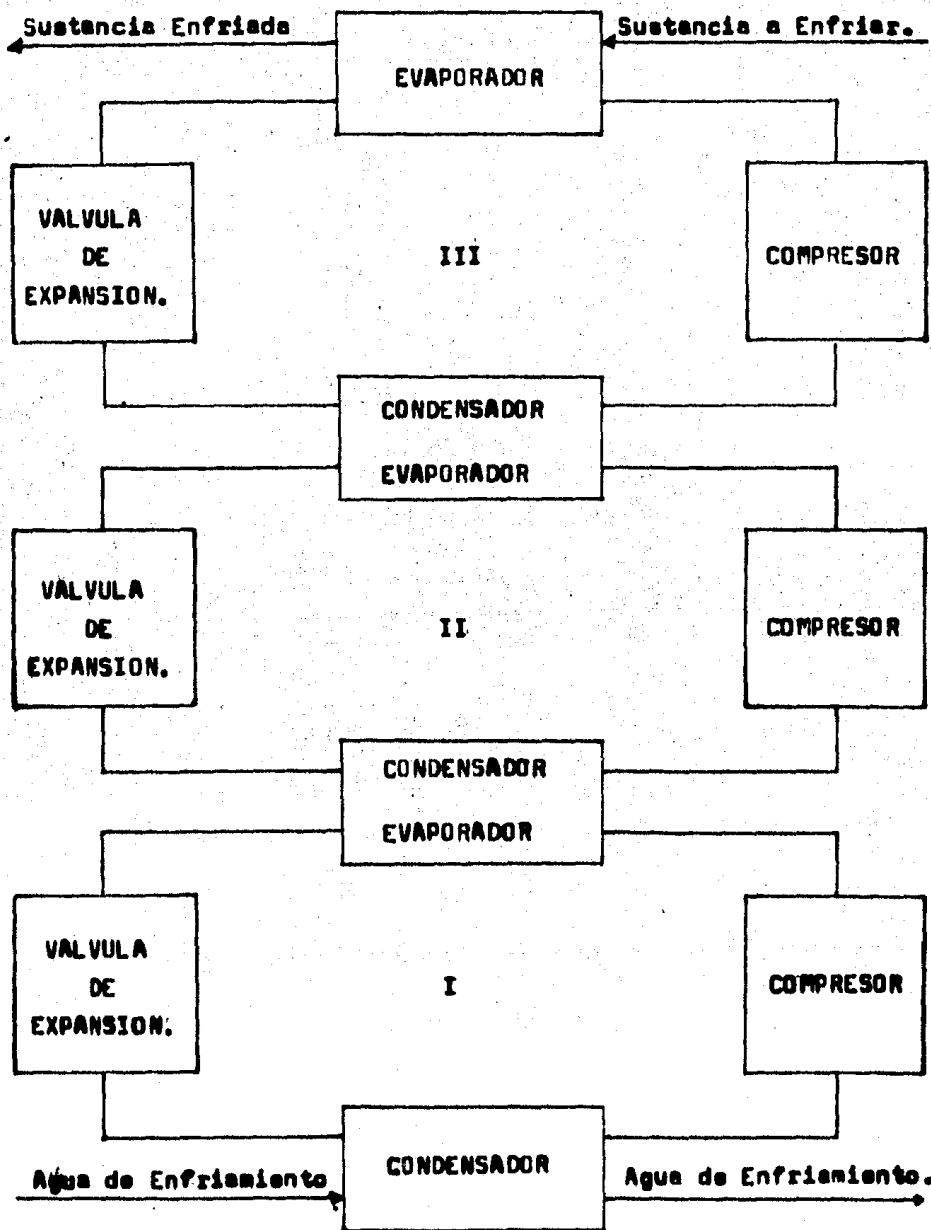 Sustancia Enfriada
Sustancia a Enfriar.
EVAPORADOR
VALVULA
DE
EXPANSION.
III
COMPRESOR
CONDENSADOR
EVAPORADOR
VALVULA
DE
EXPANSION.
II
COMPRESOR
CONDENSADOR
EVAPORADOR
VALVULA
DE
EXPANSION.
I
COMPRESOR
CONDENSADOR
Agua de Enfriamiento
Agua de Enfriamiento.